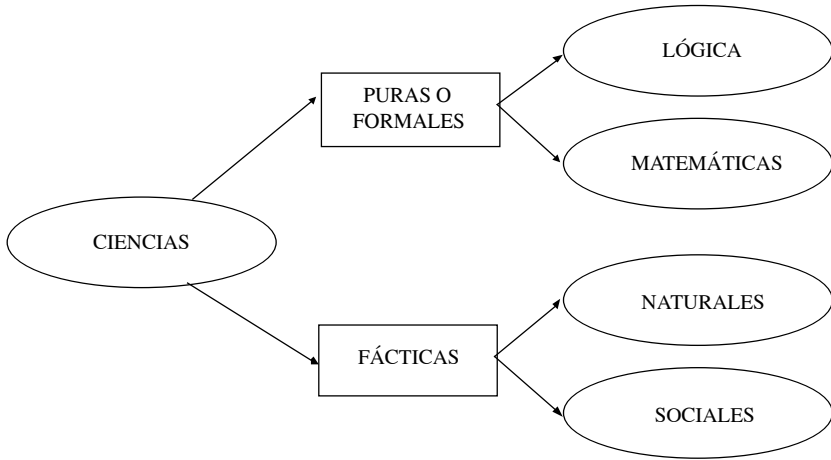 LÓGICA
PURAS O
FORMALES
MATEMÁTICAS
CIENCIAS
NATURALES
FÁCTICAS
SOCIALES